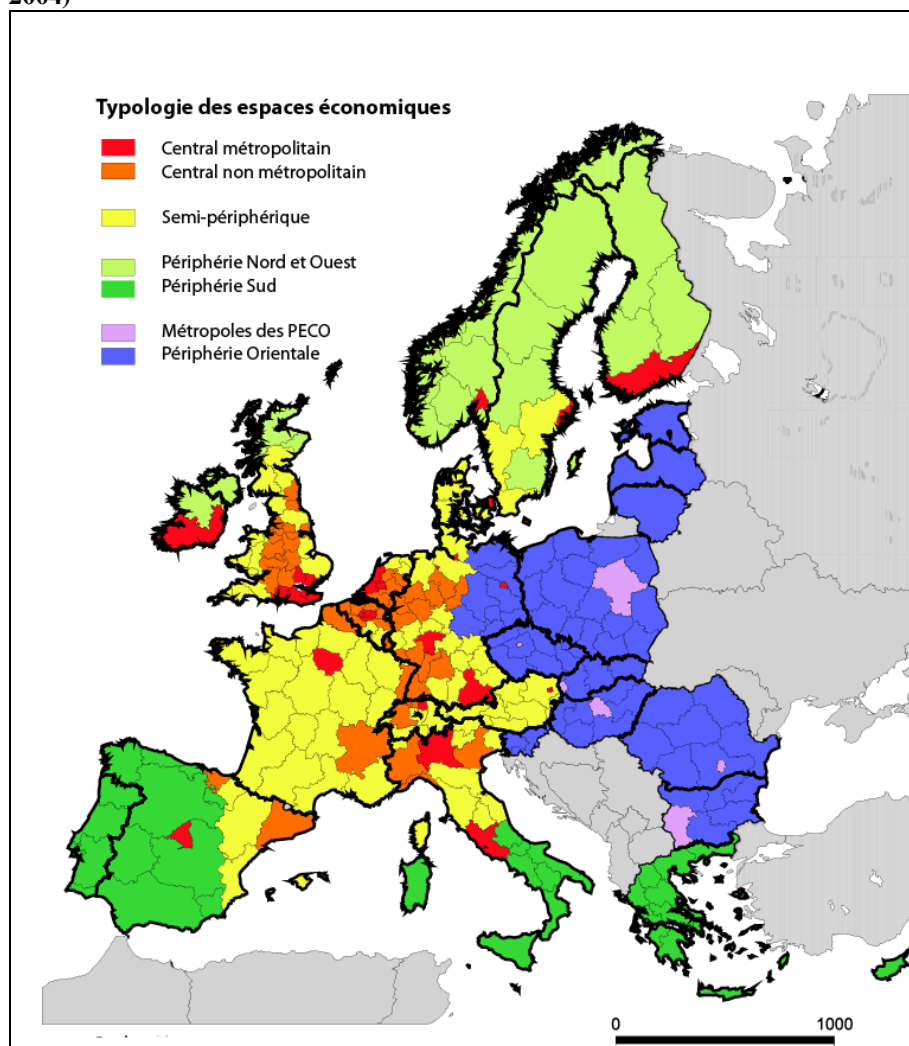 2004)
Typologie des espaces économiques
Central métropolitain
Central non métropolitain
Semi-périphérique
Périphérie Nord et Ouest
Périphérie Sud
Métropoles des PECO
Périphérie Orientale
0 1000